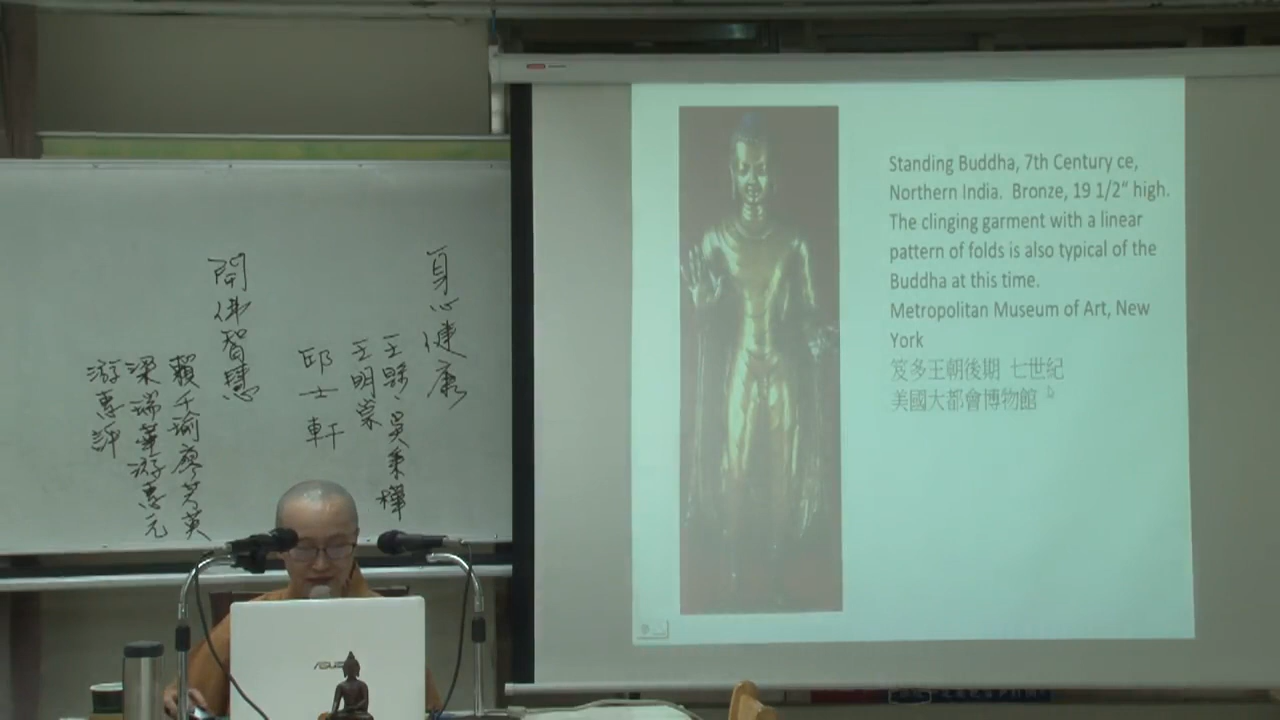 身心健康
王縣、吳秉樺
王明崇
邱士軒
開佛智慧
賴千瑜廖芳英
梁瑞華游惠元
游惠評
Standing Buddha, 7th Century ce,
Northern India. Bronze, 19 1/2“ high.
The clinging garment with a linear
pattern of folds is also typical of the
Buddha at this time.
Metropolitan Museum of Art, New
York
笈多王朝後期 七世紀
美國大都會博物館
ASUS